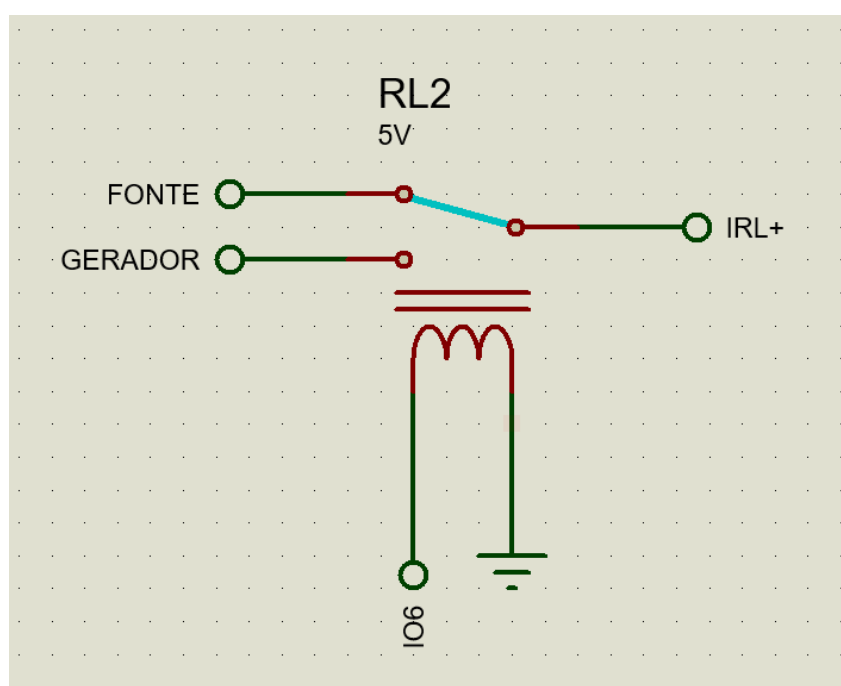 RL2
5V
FONTE
IRL+
GERADOR
IO6